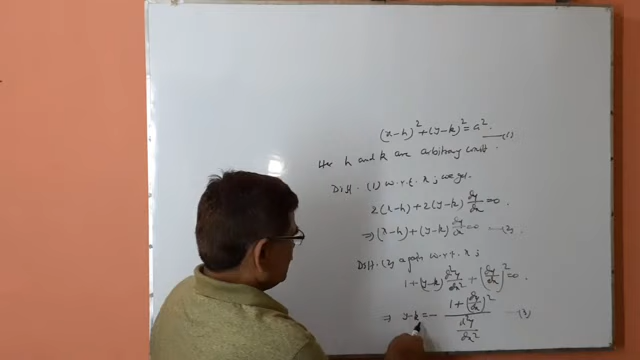 (x-h)² + (y-k)² = a². —(1)
Her h and k are arbitrary const.
Diff. (1) w.r.t. x, we get
2(x-h) + 2(y-k) dy/dx = 0.
⇒ (x-h) + (y-k) dy/dx = 0 —(2)
Diff. (2) again w.r.t. x,
1 + (y-k) d²y/dx² + (dy/dx)² = 0.
⇒ y-k = - (1 + (dy/dx)²) / (d²y/dx²) —(3)